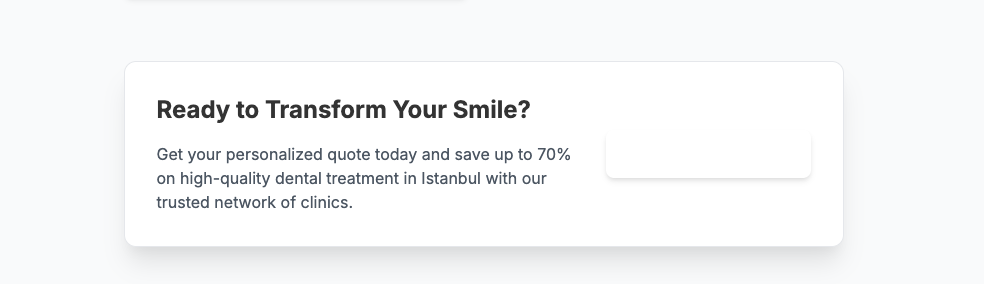 Ready to Transform Your Smile?
Get your personalized quote today and save up to 70%
on high-quality dental treatment in Istanbul with our
trusted network of clinics.